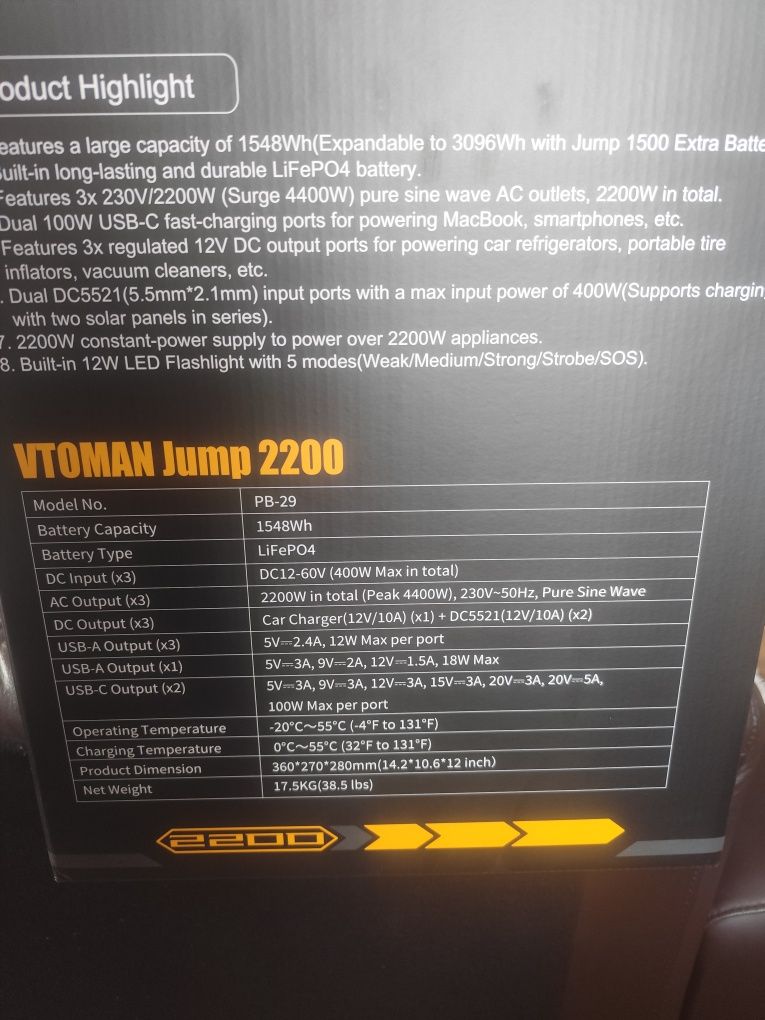 oduct Highlight
eatures a large capacity of 1548Wh(Expandable to 3096Wh with Jump 1500 Extra Batte
uilt-in long-lasting and durable LiFePO4 battery.
Features 3x 230V/2200W (Surge 4400W) pure sine wave AC outlets, 2200W in total.
Dual 100W USB-C fast-charging ports for powering MacBook, smartphones, etc.
Features 3x regulated 12V DC output ports for powering car refrigerators, portable tire
inflators, vacuum cleaners, etc.
. Dual DC5521(5.5mm*2.1mm) input ports with a max input power of 400W(Supports chargin
with two solar panels in series).
7. 2200W constant-power supply to power over 2200W appliances.
8. Built-in 12W LED Flashlight with 5 modes(Weak/Medium/Strong/Strobe/SOS).
VTOMAN Jump 2200
Model No. PB-29
Battery Capacity 1548Wh
Battery Type LiFePO4
DC Input (x3) DC12-60V (400W Max in total)
AC Output (x3) 2200W in total (Peak 4400W), 230V~50Hz, Pure Sine Wave
DC Output (x3) Car Charger(12V/10A) (x1) + DC5521(12V/10A) (x2)
USB-A Output (x3) 5V⎓2.4A, 12W Max per port
USB-A Output (x1) 5V⎓3A, 9V⎓2A, 12V⎓1.5A, 18W Max
USB-C Output (x2) 5V⎓3A, 9V⎓3A, 12V⎓3A, 15V⎓3A, 20V⎓3A, 20V⎓5A,
100W Max per port
Operating Temperature -20°C～55°C (-4°F to 131°F)
Charging Temperature 0°C～55°C (32°F to 131°F)
Product Dimension 360*270*280mm(14.2*10.6*12 inch)
Net Weight 17.5KG(38.5 lbs)
2200